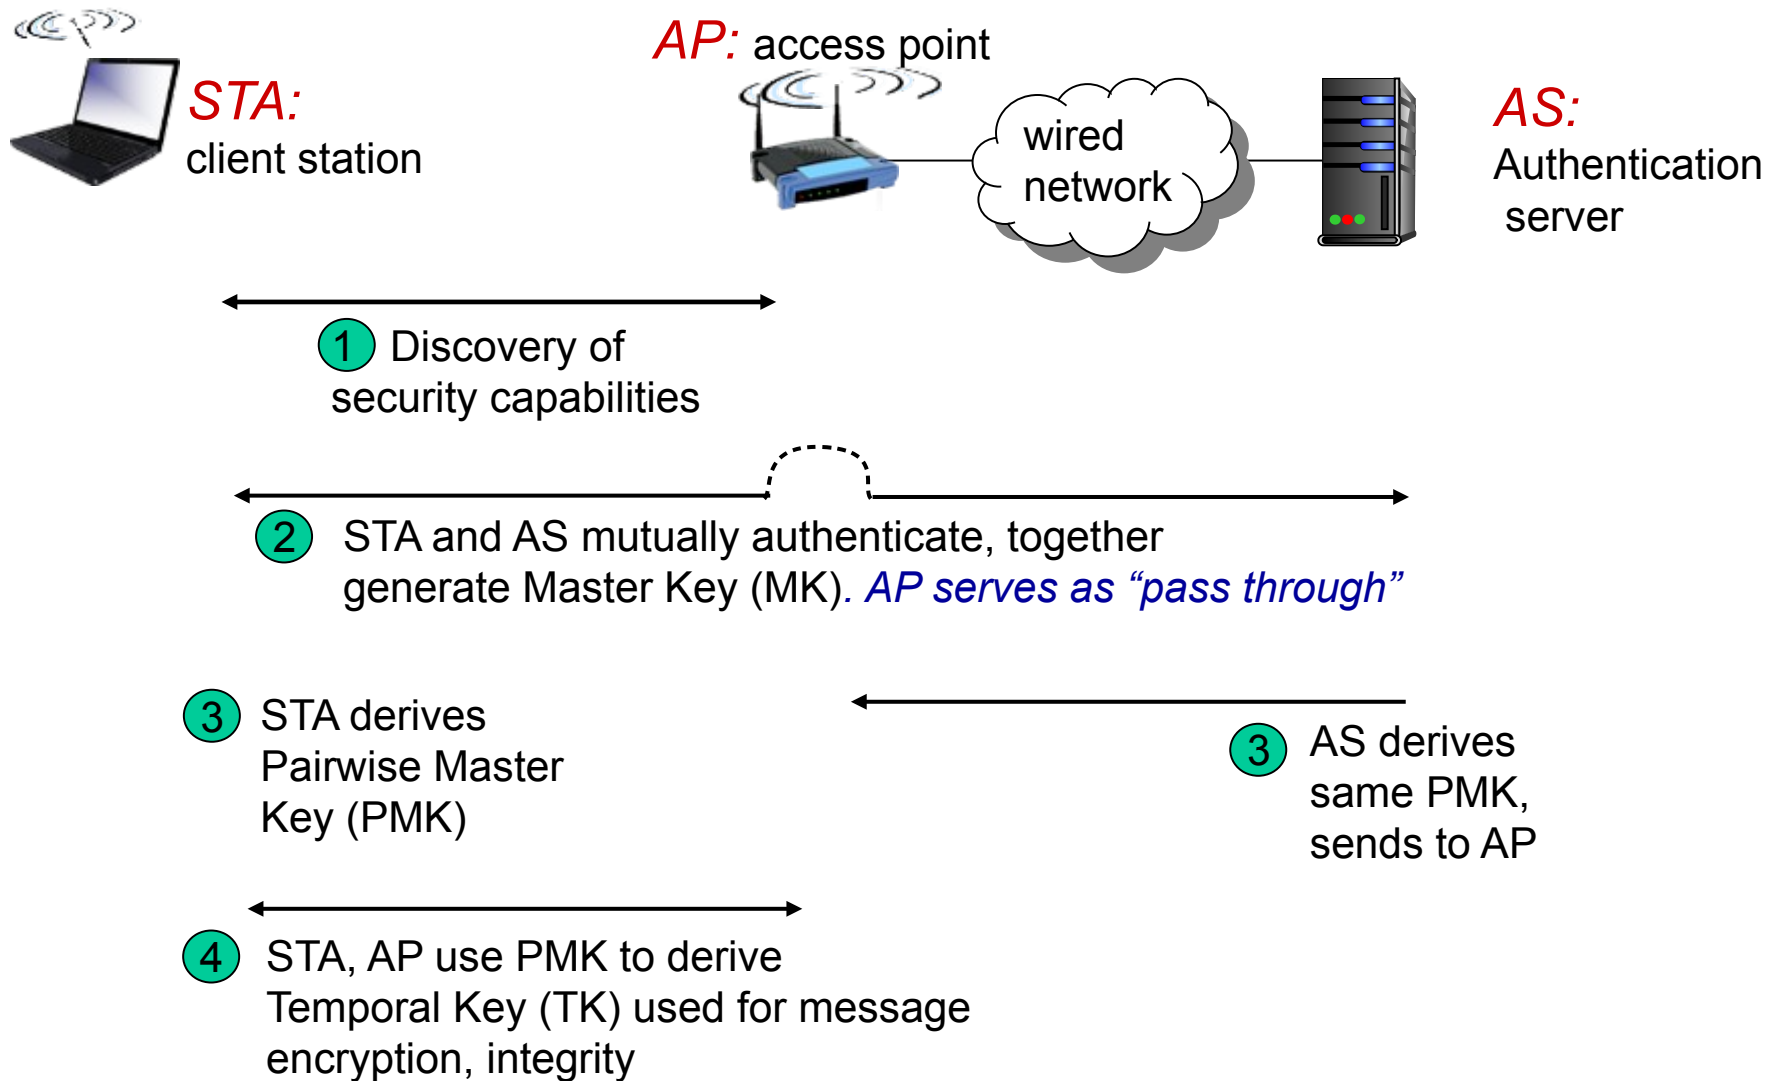 AP: access point
STA:
client station
wired
network
AS:
Authentication
server
1 Discovery of
security capabilities
2 STA and AS mutually authenticate, together
generate Master Key (MK). AP serves as “pass through”
3 STA derives
Pairwise Master
Key (PMK)
3 AS derives
same PMK,
sends to AP
4 STA, AP use PMK to derive
Temporal Key (TK) used for message
encryption, integrity